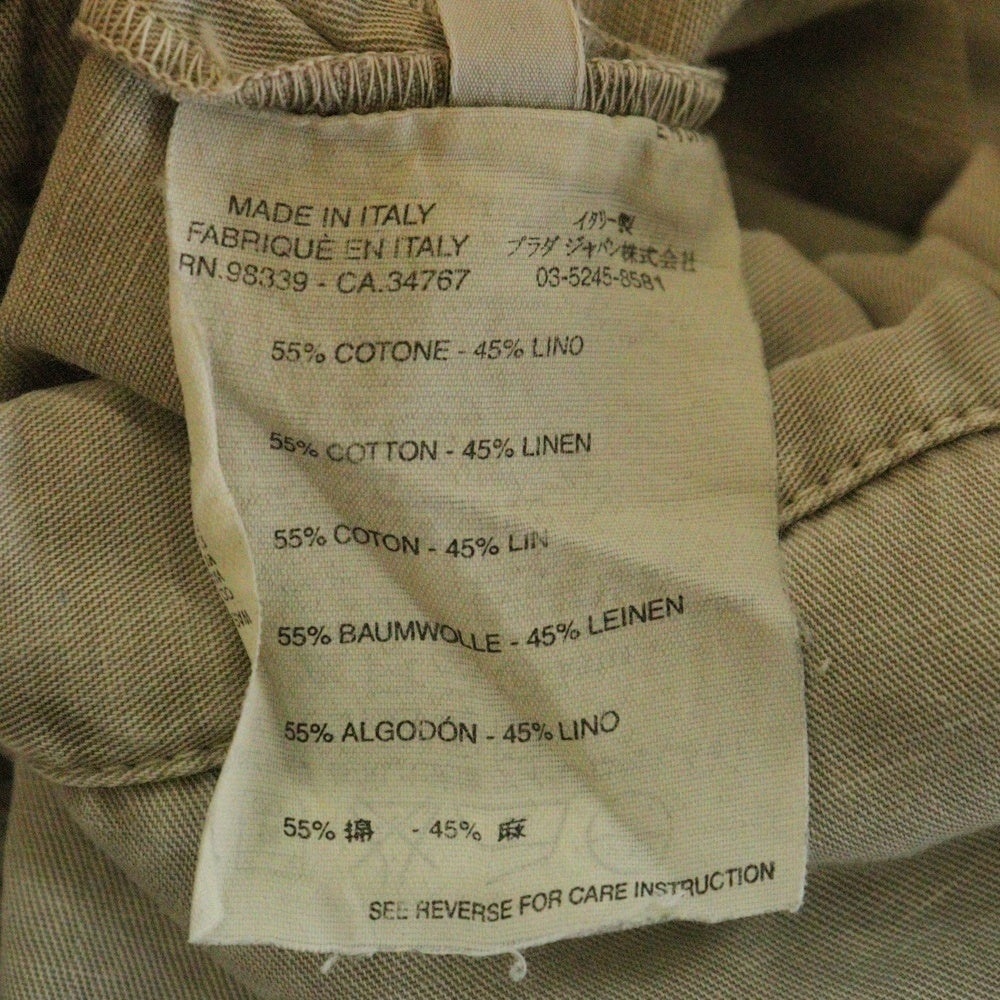 MADE IN ITALY
FABRIQUÈ EN ITALY
RN.98339 - CA.34767
イタリー製
プラダ ジャパン株式会社
03-5245-8581
55% COTONE - 45% LINO
55% COTTON - 45% LINEN
55% COTON - 45% LIN
55% BAUMWOLLE - 45% LEINEN
55% ALGODÓN - 45% LINO
55% 綿 - 45% 麻
SEE REVERSE FOR CARE INSTRUCTION